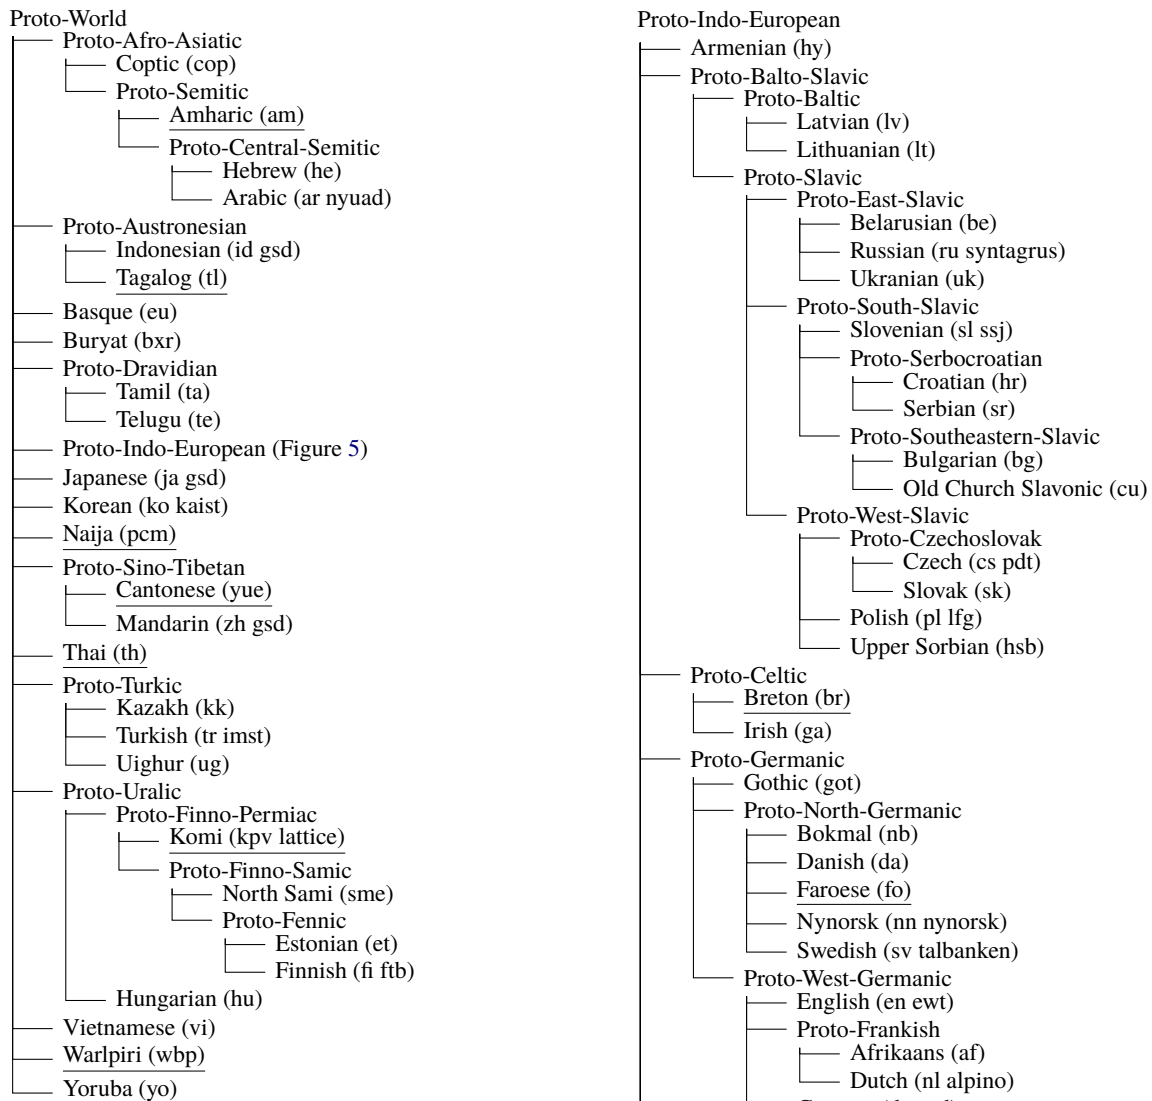 Proto-World
Proto-Afro-Asiatic
Coptic (cop)
Proto-Semitic
Amharic (am)
Proto-Central-Semitic
Hebrew (he)
Arabic (ar nyuad)
Proto-Austronesian
Indonesian (id gsd)
Tagalog (tl)
Basque (eu)
Buryat (bxr)
Proto-Dravidian
Tamil (ta)
Telugu (te)
Proto-Indo-European (Figure 5)
Japanese (ja gsd)
Korean (ko kaist)
Naija (pcm)
Proto-Sino-Tibetan
Cantonese (yue)
Mandarin (zh gsd)
Thai (th)
Proto-Turkic
Kazakh (kk)
Turkish (tr imst)
Uighur (ug)
Proto-Uralic
Proto-Finno-Permiac
Komi (kpv lattice)
Proto-Finno-Samic
North Sami (sme)
Proto-Fennic
Estonian (et)
Finnish (fi ftb)
Hungarian (hu)
Vietnamese (vi)
Warlpiri (wbp)
Yoruba (yo)
Proto-Indo-European
Armenian (hy)
Proto-Balto-Slavic
Proto-Baltic
Latvian (lv)
Lithuanian (lt)
Proto-Slavic
Proto-East-Slavic
Belarusian (be)
Russian (ru syntagrus)
Ukranian (uk)
Proto-South-Slavic
Slovenian (sl ssj)
Proto-Serbocroatian
Croatian (hr)
Serbian (sr)
Proto-Southeastern-Slavic
Bulgarian (bg)
Old Church Slavonic (cu)
Proto-West-Slavic
Proto-Czechoslovak
Czech (cs pdt)
Slovak (sk)
Polish (pl lfg)
Upper Sorbian (hsb)
Proto-Celtic
Breton (br)
Irish (ga)
Proto-Germanic
Gothic (got)
Proto-North-Germanic
Bokmal (nb)
Danish (da)
Faroese (fo)
Nynorsk (nn nynorsk)
Swedish (sv talbanken)
Proto-West-Germanic
English (en ewt)
Proto-Frankish
Afrikaans (af)
Dutch (nl alpino)